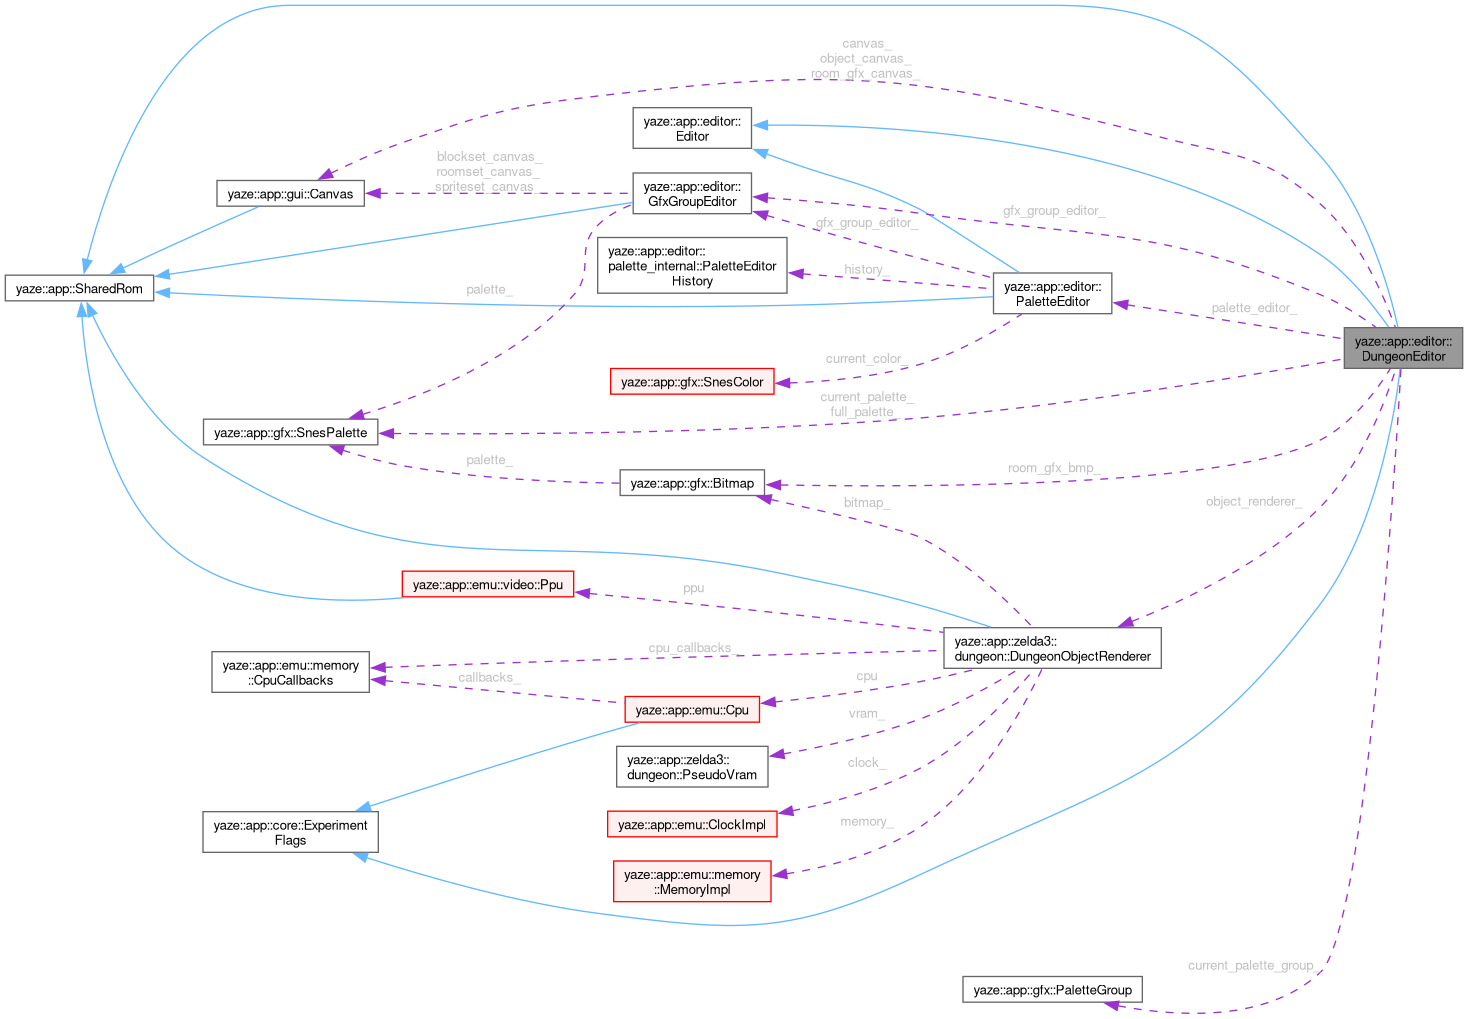 canvas_
object_canvas_
room_gfx_canvas_
yaze::app::editor::
Editor
blockset_canvas_
roomset_canvas_
spriteset_canvas_
yaze::app::gui::Canvas
yaze::app::editor::
GfxGroupEditor
gfx_group_editor_
gfx_group_editor_
yaze::app::editor::
palette_internal::PaletteEditor
History
history_
yaze::app::SharedRom
palette_
yaze::app::editor::
PaletteEditor
palette_editor_
yaze::app::editor::
DungeonEditor
current_color_
yaze::app::gfx::SnesColor
current_palette_
full_palette_
yaze::app::gfx::SnesPalette
palette_
yaze::app::gfx::Bitmap
room_gfx_bmp_
bitmap_
object_renderer_
yaze::app::emu::video::Ppu
ppu
yaze::app::zelda3::
dungeon::DungeonObjectRenderer
cpu_callbacks_
yaze::app::emu::memory
::CpuCallbacks
callbacks_
cpu
yaze::app::emu::Cpu
vram_
yaze::app::zelda3::
dungeon::PseudoVram
clock_
yaze::app::core::Experiment
Flags
yaze::app::emu::ClockImpl
memory_
yaze::app::emu::memory
::MemoryImpl
current_palette_group_
yaze::app::gfx::PaletteGroup